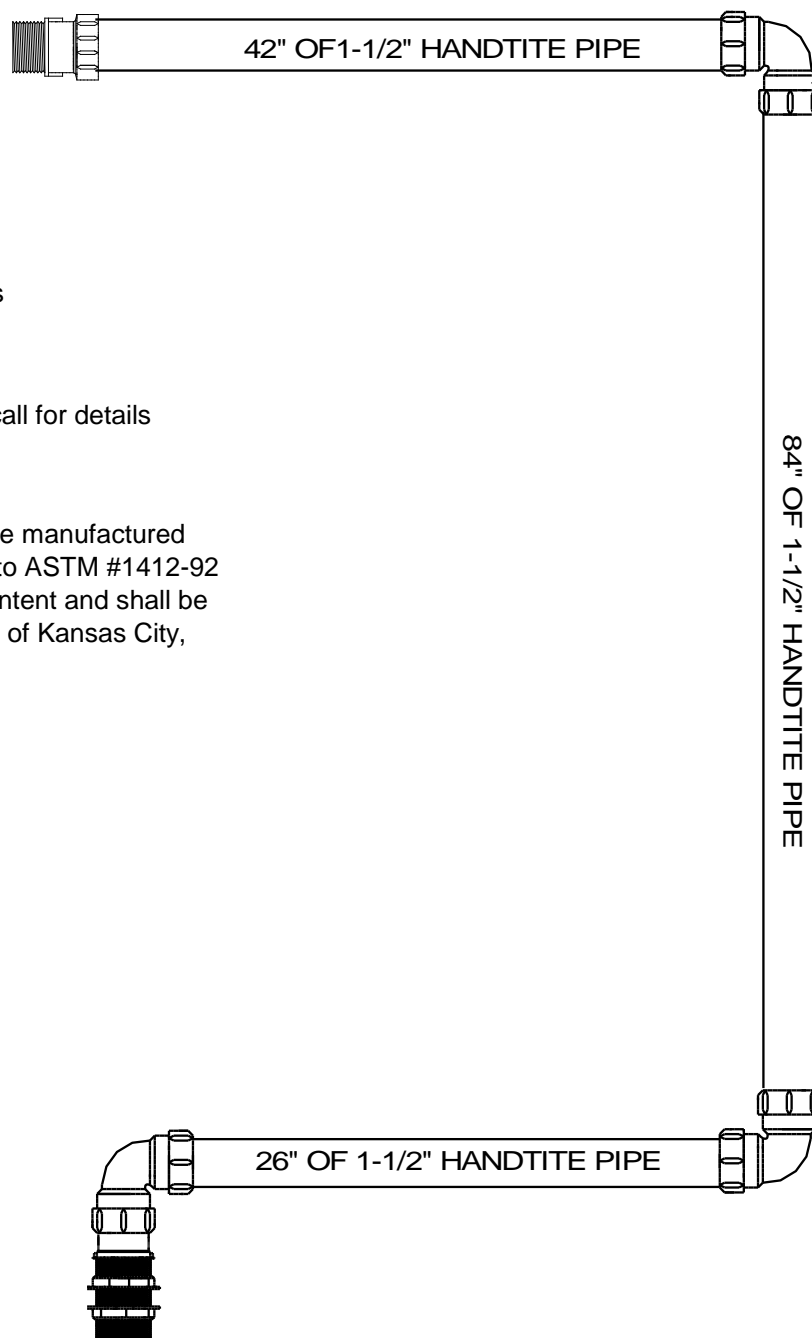 42" OF1-1/2" HANDTITE PIPE
s
all for details
e manufactured
to ASTM #1412-92
ntent and shall be
of Kansas City,
84" OF 1-1/2" HANDTITE PIPE
26" OF 1-1/2" HANDTITE PIPE